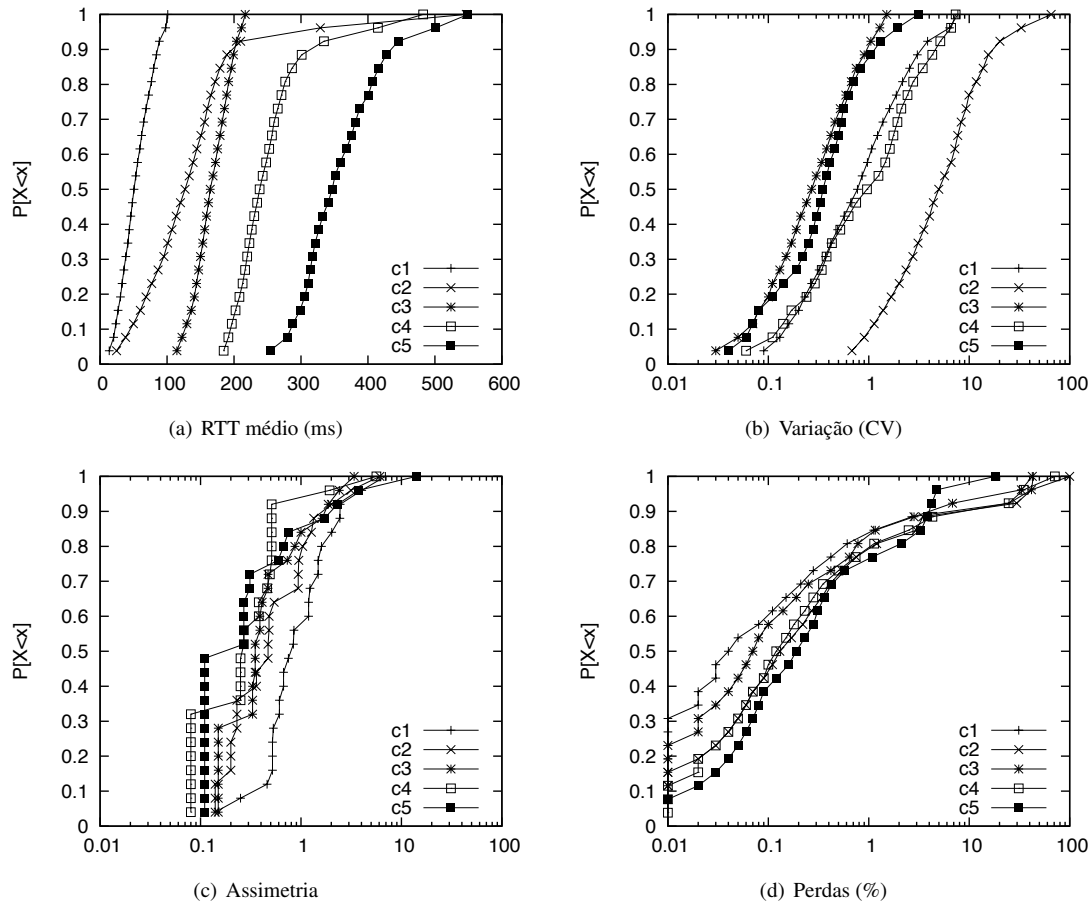 1
0.9
0.8
0.7
0.6
0.5
0.4
0.3
0.2
0.1
0
P[X<x]
0 100 200 300 400 500 600
c1
c2
c3
c4
c5
(a) RTT médio (ms)
1
0.9
0.8
0.7
0.6
0.5
0.4
0.3
0.2
0.1
0
P[X<x]
0.01 0.1 1 10 100
c1
c2
c3
c4
c5
(b) Variação (CV)
1
0.9
0.8
0.7
0.6
0.5
0.4
0.3
0.2
0.1
0
P[X<x]
0.01 0.1 1 10 100
c1
c2
c3
c4
c5
(c) Assimetria
1
0.9
0.8
0.7
0.6
0.5
0.4
0.3
0.2
0.1
0
P[X<x]
0.01 0.1 1 10 100
c1
c2
c3
c4
c5
(d) Perdas (%)